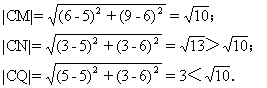 |CM|=√((6-5)²+(9-6)²)=√10；
|CN|=√((3-5)²+(3-6)²)=√13＞√10；
|CQ|=√((5-5)²+(3-6)²)=3＜√10．